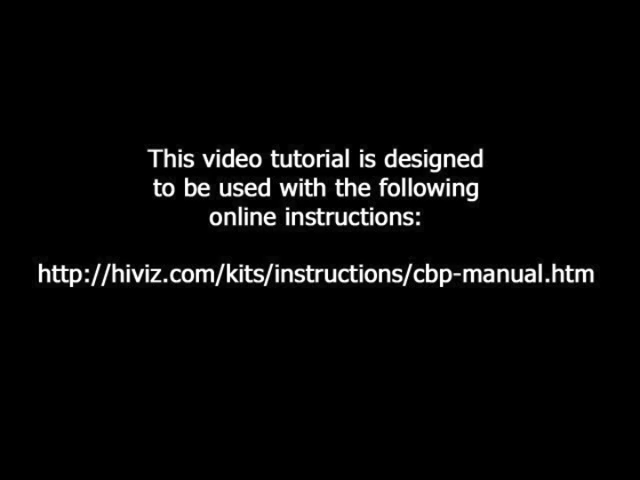 This video tutorial is designed
to be used with the following
online instructions:
http://hiviz.com/kits/instructions/cbp-manual.htm